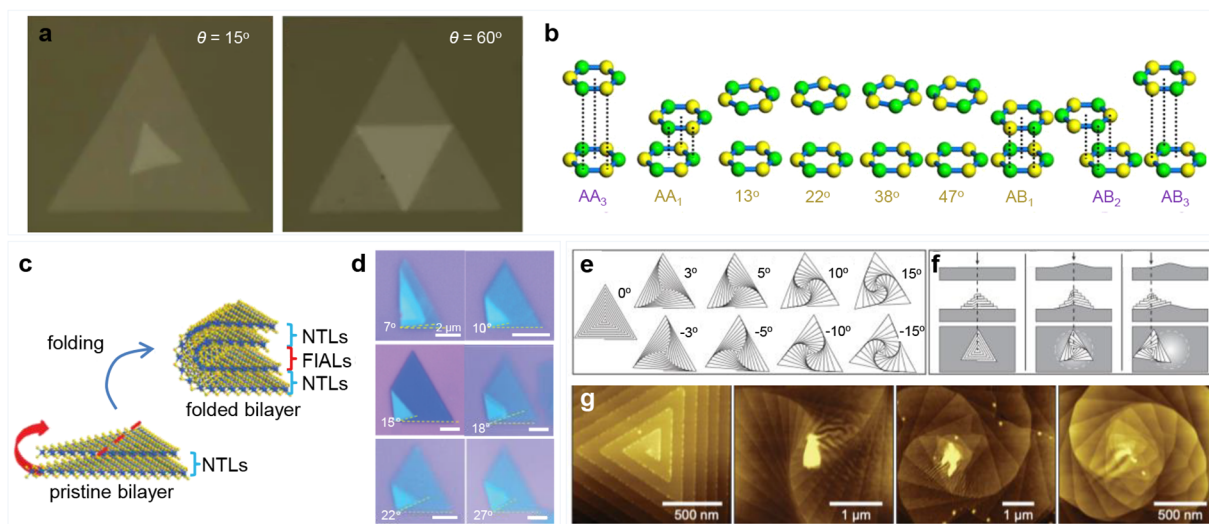 a
θ = 15°
θ = 60°
b
AA₃
AA₁
13°
22°
38°
47°
AB₁
AB₂
AB₃
c
folding
NTLs
FIALs
NTLs
folded bilayer
NTLs
pristine bilayer
d
7°
2 μm
10°
15°
18°
22°
27°
e
0°
3°
5°
10°
15°
-3°
-5°
-10°
-15°
f
g
500 nm
1 μm
1 μm
500 nm